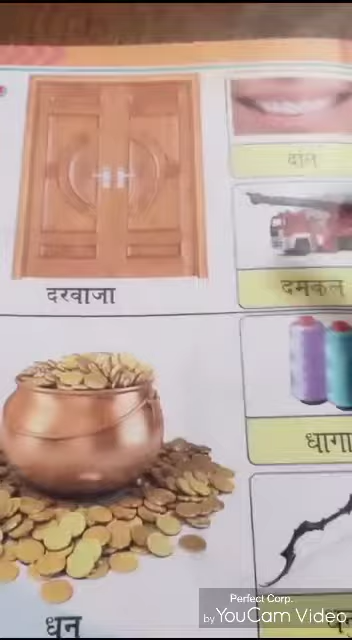 दाँत
दरवाजा
दमकल
धागा
धन
Perfect Corp.
by YouCam Video